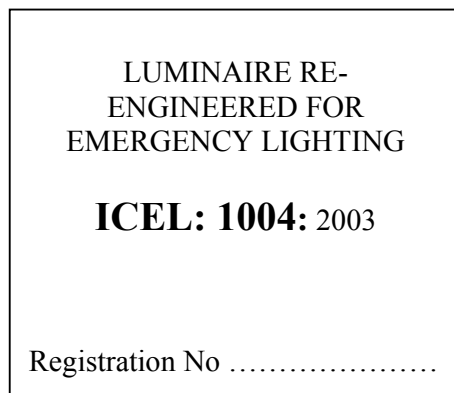 LUMINAIRE RE-
ENGINEERED FOR
EMERGENCY LIGHTING
ICEL: 1004: 2003
Registration No …………………